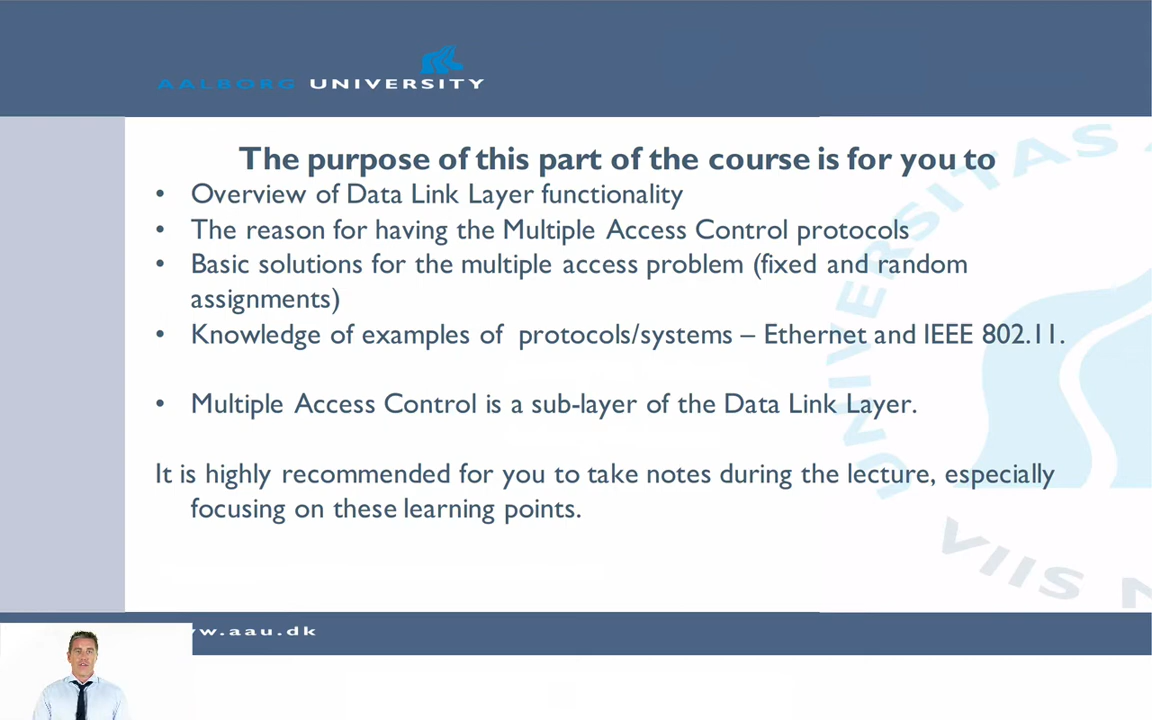 AALBORG UNIVERSITY
The purpose of this part of the course is for you to
• Overview of Data Link Layer functionality
• The reason for having the Multiple Access Control protocols
• Basic solutions for the multiple access problem (fixed and random
assignments)
• Knowledge of examples of protocols/systems – Ethernet and IEEE 802.11.
• Multiple Access Control is a sub-layer of the Data Link Layer.
It is highly recommended for you to take notes during the lecture, especially
focusing on these learning points.
UNIVERSITAS
VIIS
w.aau.dk